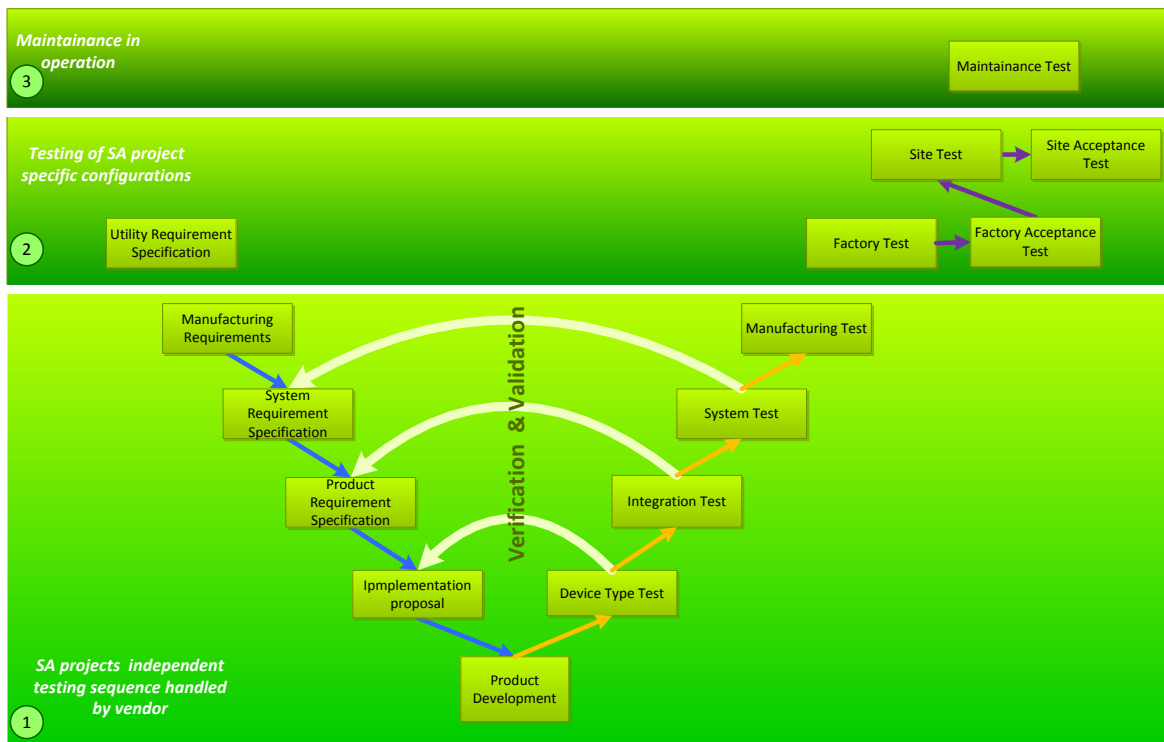 Maintainance in
operation
3
Maintainance Test
Testing of SA project
specific configurations
2
Utility Requirement
Specification
Site Test
Site Acceptance
Test
Factory Test
Factory Acceptance
Test
Manufacturing
Requirements
System
Requirement
Specification
Product
Requirement
Specification
Ipmplementation
proposal
Product
Development
Device Type Test
Integration Test
System Test
Manufacturing Test
Verification & Validation
SA projects independent
testing sequence handled
by vendor
1